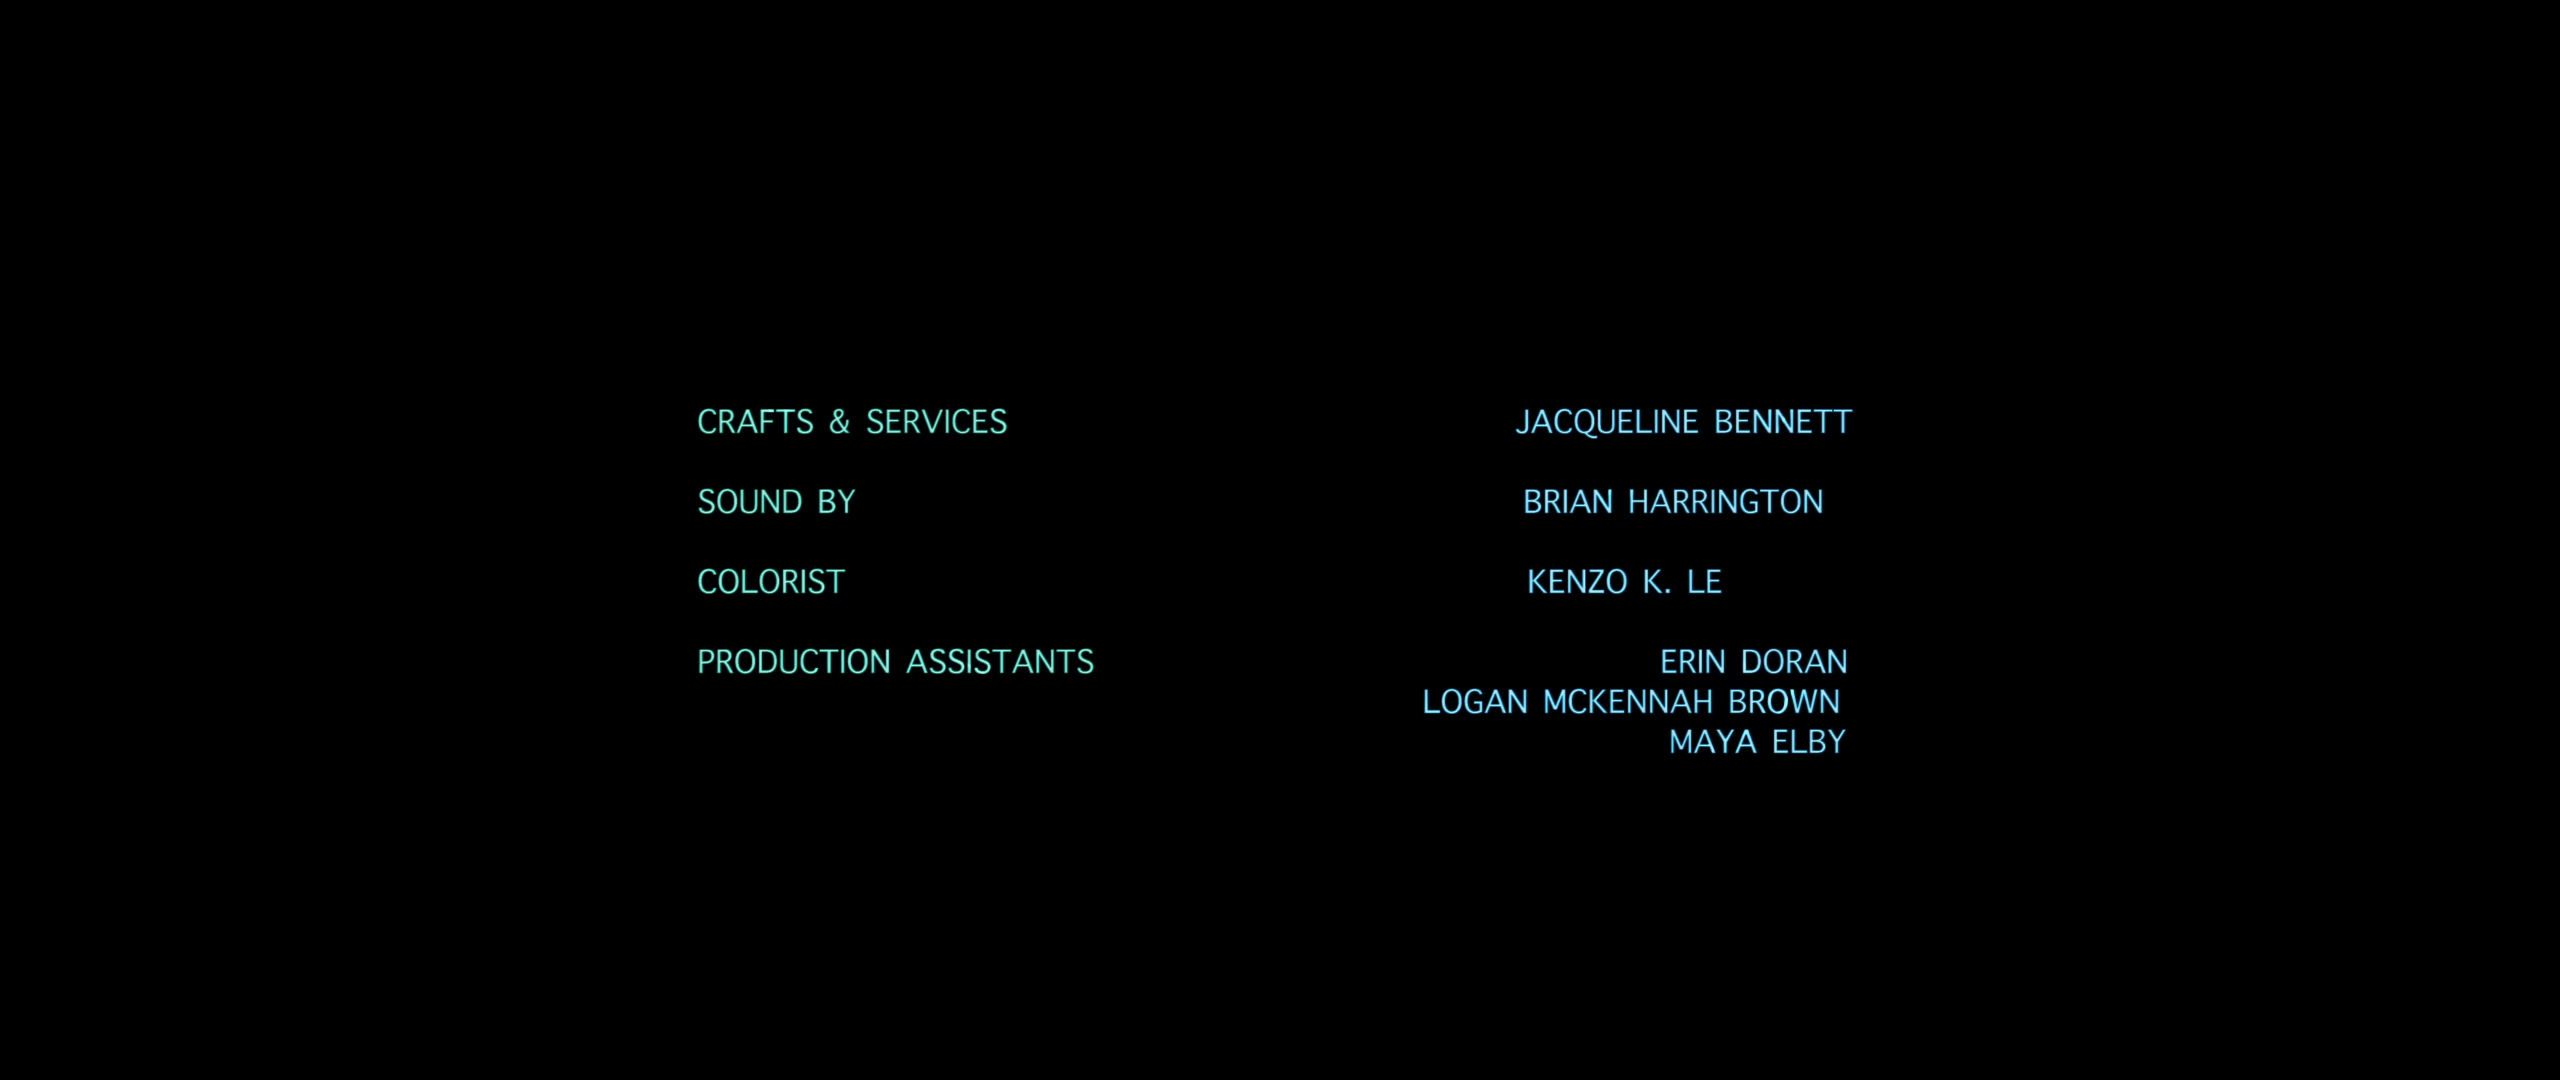 CRAFTS & SERVICES JACQUELINE BENNETT
SOUND BY BRIAN HARRINGTON
COLORIST KENZO K. LE
PRODUCTION ASSISTANTS ERIN DORAN
LOGAN MCKENNAH BROWN
MAYA ELBY